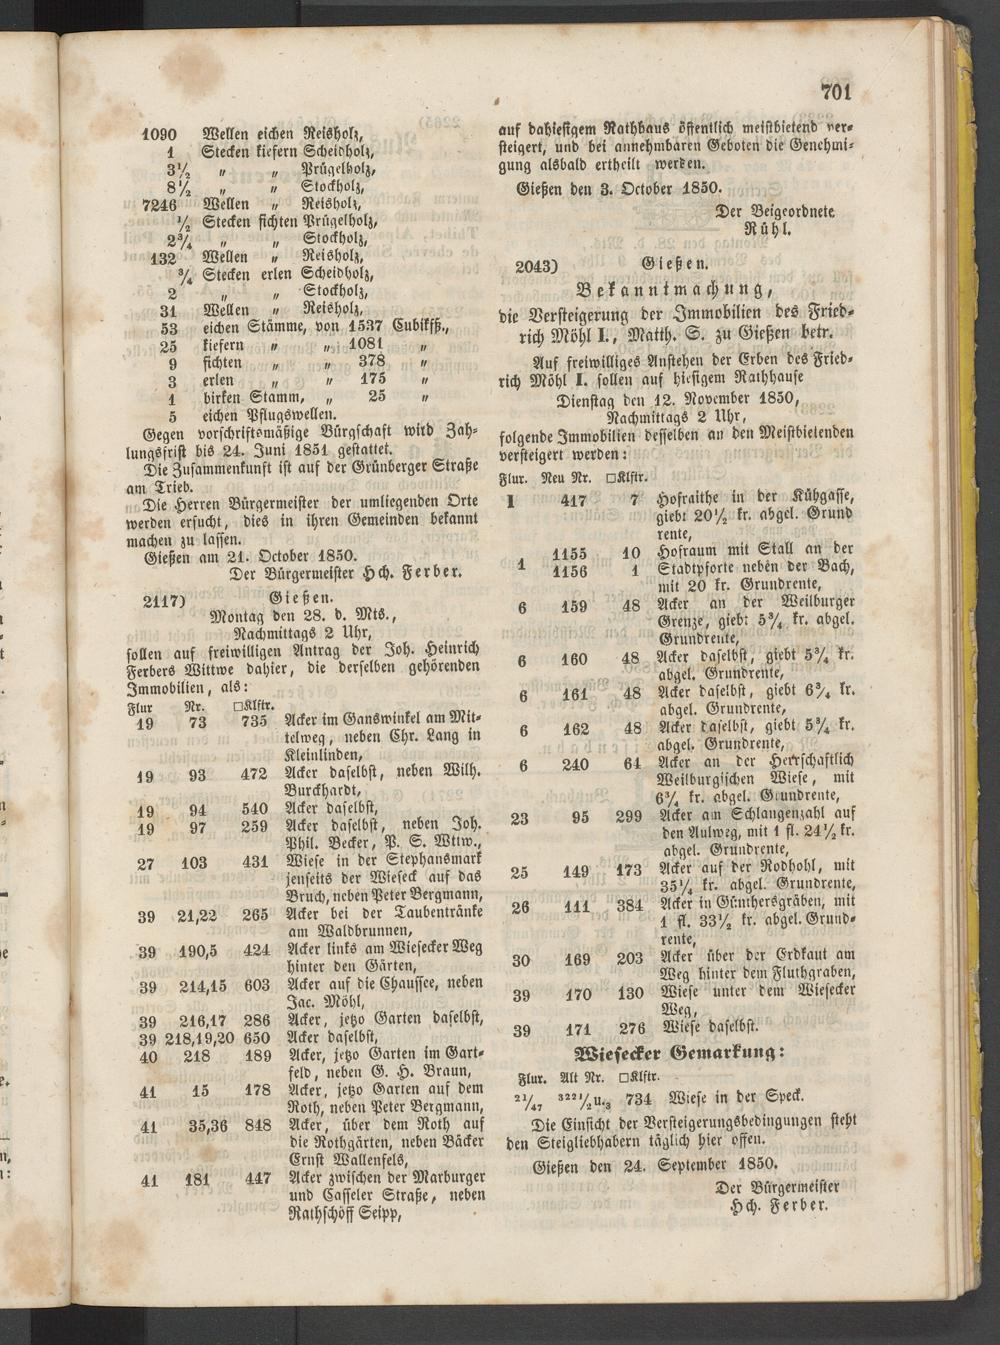 701
1090 Wellen eichen Reisholz,
1 Stecken kiefern Scheidholz,
3½ „ „ Prügelholz,
8½ „ „ Stockholz,
7246 Wellen „ Reisholz,
½ Stecken fichten Prügelholz,
2¾ „ „ Stockholz,
132 Wellen „ Reisholz,
¾ Stecken erlen Scheidholz,
2 „ „ Stockholz,
31 Wellen „ Reisholz,
53 eichen Stämme, von 1537 Cubikfß.,
25 kiefern „ „ 1081 „
9 fichten „ „ 378 „
3 erlen „ „ 175 „
1 birken Stamm, „ 25 „
5 eichen Pflugswellen.
Gegen vorschriftsmäßige Bürgschaft wird Zah-
lungsfrist bis 24. Juni 1851 gestattet.
Die Zusammenkunft ist auf der Grünberger Straße
am Trieb.
Die Herren Bürgermeister der umliegenden Orte
werden ersucht, dies in ihren Gemeinden bekannt
machen zu lassen.
Gießen am 21. October 1850.
Der Bürgermeister Hch. Ferber.
2117) Gießen.
Montag den 28. d. Mts.,
Nachmittags 2 Uhr,
sollen auf freiwilligen Antrag der Joh. Heinrich
Ferbers Wittwe dahier, die derselben gehörenden
Immobilien, als:
Flur Nr. □Klftr.
19 73 735 Acker im Ganswinkel am Mit-
telweg, neben Chr. Lang in
Kleinlinden,
19 93 472 Acker daselbst, neben Wilh.
Burckhardt,
19 94 540 Acker daselbst,
19 97 259 Acker daselbst, neben Joh.
Phil. Becker, P. S. Wttw.,
27 103 431 Wiese in der Stephansmark
jenseits der Wieseck auf das
Bruch, neben Peter Bergmann,
39 21,22 265 Acker bei der Taubentränke
am Waldbrunnen,
39 190,5 424 Acker links am Wiesecker Weg
hinter den Gärten,
39 214,15 603 Acker auf die Chaussee, neben
Jac. Möhl,
39 216,17 286 Acker, jetzo Garten daselbst,
39 218,19,20 650 Acker daselbst,
40 218 189 Acker, jetzo Garten im Gart-
feld, neben G. H. Braun,
41 15 178 Acker, jetzo Garten auf dem
Roth, neben Peter Bergmann,
41 35,36 848 Acker, über dem Roth auf
die Rothgärten, neben Bäcker
Ernst Wallenfels,
41 181 447 Acker zwischen der Marburger
und Casseler Straße, neben
Rathschöff Seipp,
auf dahiesigem Rathhaus öffentlich meistbietend ver-
steigert, und bei annehmbaren Geboten die Genehmi-
gung alsbald ertheilt werden.
Gießen den 3. October 1850.
Der Beigeordnete
Rühl.
2043) Gießen.
Bekanntmachung,
die Versteigerung der Immobilien des Fried-
rich Möhl I., Matth. S. zu Gießen betr.
Auf freiwilliges Anstehen der Erben des Fried-
rich Möhl I. sollen auf hiesigem Rathhause
Dienstag den 12. November 1850,
Nachmittags 2 Uhr,
folgende Immobilien desselben an den Meistbietenden
versteigert werden:
Flur. Neu Nr. □Klftr.
I 417 7 Hofraithe in der Kühgasse,
giebt 20½ kr. abgel. Grund
rente,
1 1155 10 Hofraum mit Stall an der
1156 1 Stadtpforte neben der Bach,
mit 20 kr. Grundrente,
6 159 48 Acker an der Weilburger
Grenze, giebt 5¾ kr. abgel.
Grundrente,
6 160 48 Acker daselbst, giebt 5¾ kr.
abgel. Grundrente,
6 161 48 Acker daselbst, giebt 6¾ kr.
abgel. Grundrente,
6 162 48 Acker daselbst, giebt 5¾ kr.
abgel. Grundrente,
6 240 64 Acker an der Herrschaftlich
Weilburgischen Wiese, mit
6¾ kr. abgel. Grundrente,
23 95 299 Acker am Schlangenzahl auf
den Aulweg, mit 1 fl. 24½ kr.
abgel. Grundrente,
25 149 173 Acker auf der Rodhohl, mit
35¼ kr. abgel. Grundrente,
26 111 384 Acker in Günthersgräben, mit
1 fl. 33½ kr. abgel. Grund-
rente,
30 169 203 Acker über der Erdkaut am
Weg hinter dem Fluthgraben,
39 170 130 Wiese unter dem Wiesecker
Weg,
39 171 276 Wiese daselbst.
Wiesecker Gemarkung:
Flur. Alt Nr. □Klftr.
21/47 3221/2 u. 3 734 Wiese in der Speck.
Die Einsicht der Versteigerungsbedingungen steht
den Steigliebhabern täglich hier offen.
Gießen den 24. September 1850.
Der Bürgermeister
Hch. Ferber.